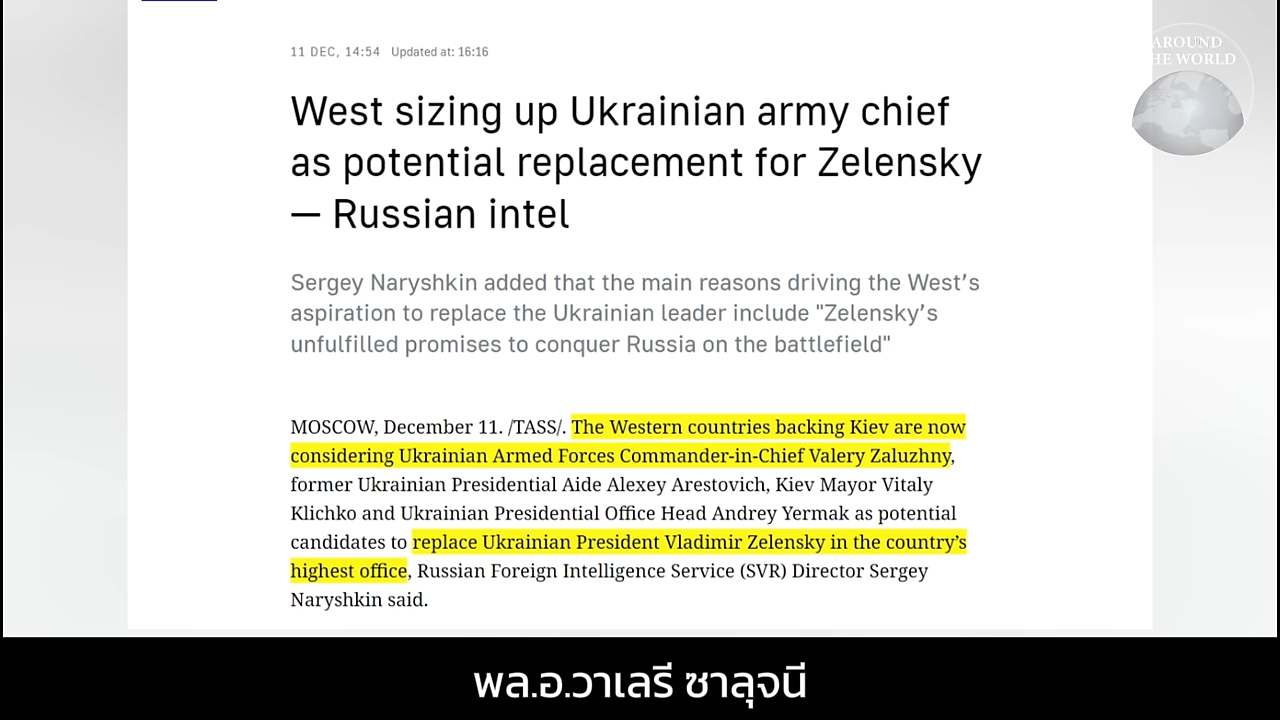 11 DEC, 14:54 Updated at: 16:16
AROUND
THE WORLD
West sizing up Ukrainian army chief
as potential replacement for Zelensky
— Russian intel
Sergey Naryshkin added that the main reasons driving the West’s
aspiration to replace the Ukrainian leader include "Zelensky’s
unfulfilled promises to conquer Russia on the battlefield"
MOSCOW, December 11. /TASS/. The Western countries backing Kiev are now
considering Ukrainian Armed Forces Commander-in-Chief Valery Zaluzhny,
former Ukrainian Presidential Aide Alexey Arestovich, Kiev Mayor Vitaly
Klichko and Ukrainian Presidential Office Head Andrey Yermak as potential
candidates to replace Ukrainian President Vladimir Zelensky in the country’s
highest office, Russian Foreign Intelligence Service (SVR) Director Sergey
Naryshkin said.
พล.อ.วาเลรี ซาลุจนี